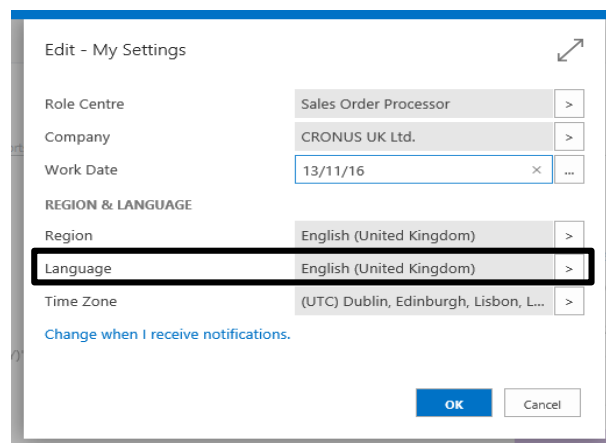 Edit - My Settings
Role Centre Sales Order Processor >
Company CRONUS UK Ltd. >
Work Date 13/11/16 × ...
REGION & LANGUAGE
Region English (United Kingdom) >
Language English (United Kingdom) >
Time Zone (UTC) Dublin, Edinburgh, Lisbon, L... >
Change when I receive notifications.
OK Cancel